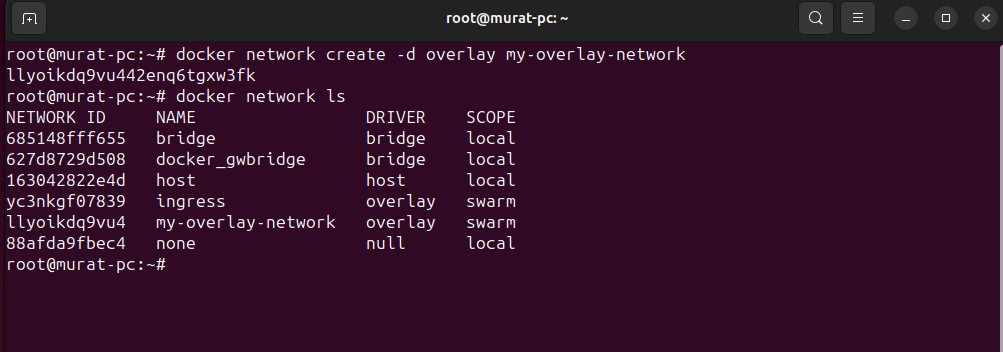 root@murat-pc: ~
root@murat-pc:~# docker network create -d overlay my-overlay-network
llyoikdq9vu442enq6tgxw3fk
root@murat-pc:~# docker network ls
NETWORK ID     NAME                 DRIVER    SCOPE
685148fff655   bridge               bridge    local
627d8729d508   docker_gwbridge      bridge    local
163042822e4d   host                 host      local
yc3nkgf07839   ingress              overlay   swarm
llyoikdq9vu4   my-overlay-network   overlay   swarm
88afda9fbec4   none                 null      local
root@murat-pc:~#